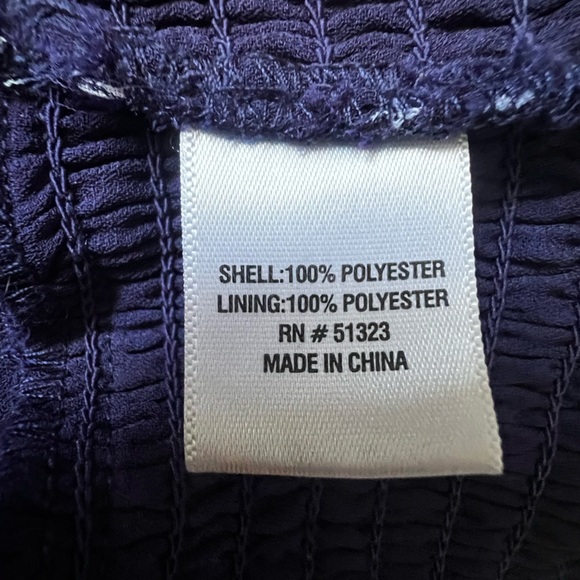 SHELL:100% POLYESTER
LINING:100% POLYESTER
RN # 51323
MADE IN CHINA